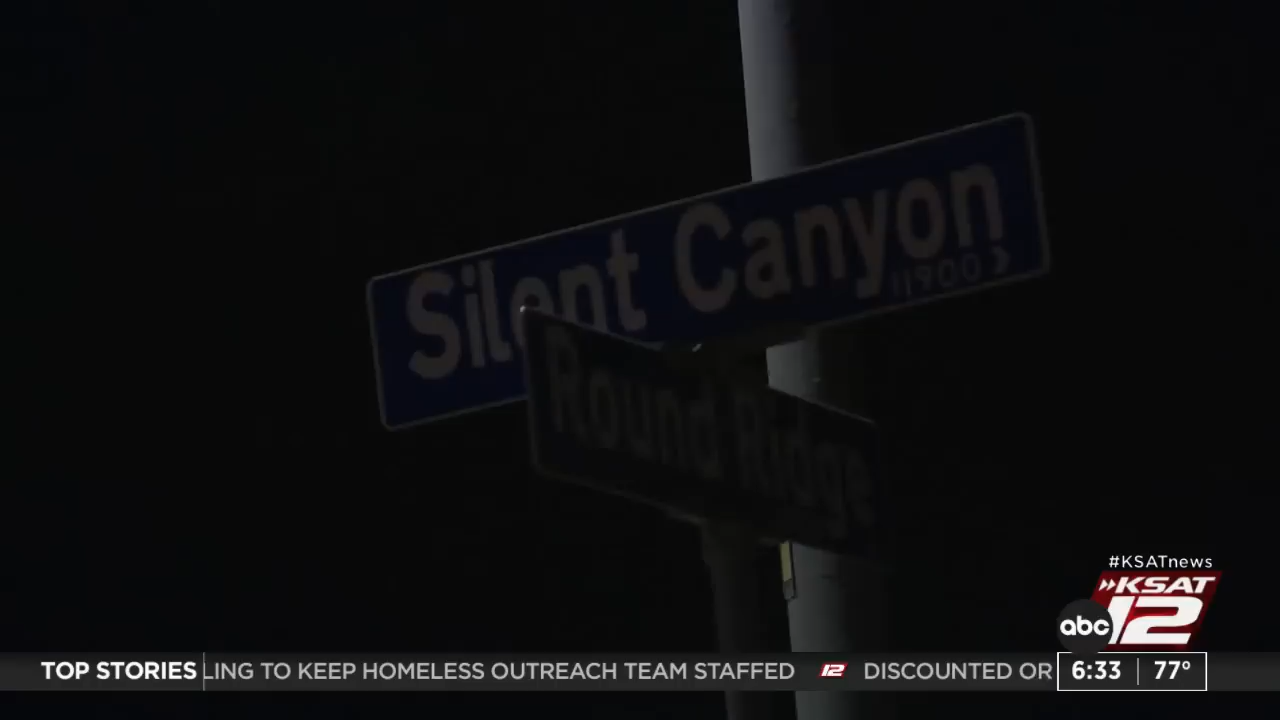 Silent Canyon
11900
Round Ridge
#KSATnews
KSAT
abc 12
TOP STORIES LING TO KEEP HOMELESS OUTREACH TEAM STAFFED 12 DISCOUNTED OR 6:33 77°